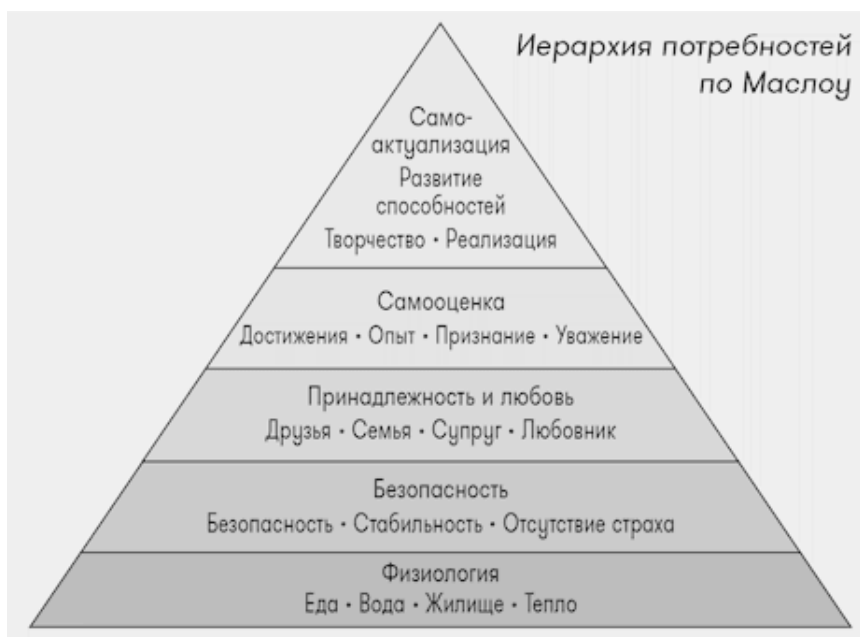 Иерархия потребностей
по Маслоу
Само-
актуализация
Развитие
способностей
Творчество • Реализация
Самооценка
Достижения • Опыт • Признание • Уважение
Принадлежность и любовь
Друзья • Семья • Супруг • Любовник
Безопасность
Безопасность • Стабильность • Отсутствие страха
Физиология
Еда • Вода • Жилище • Тепло